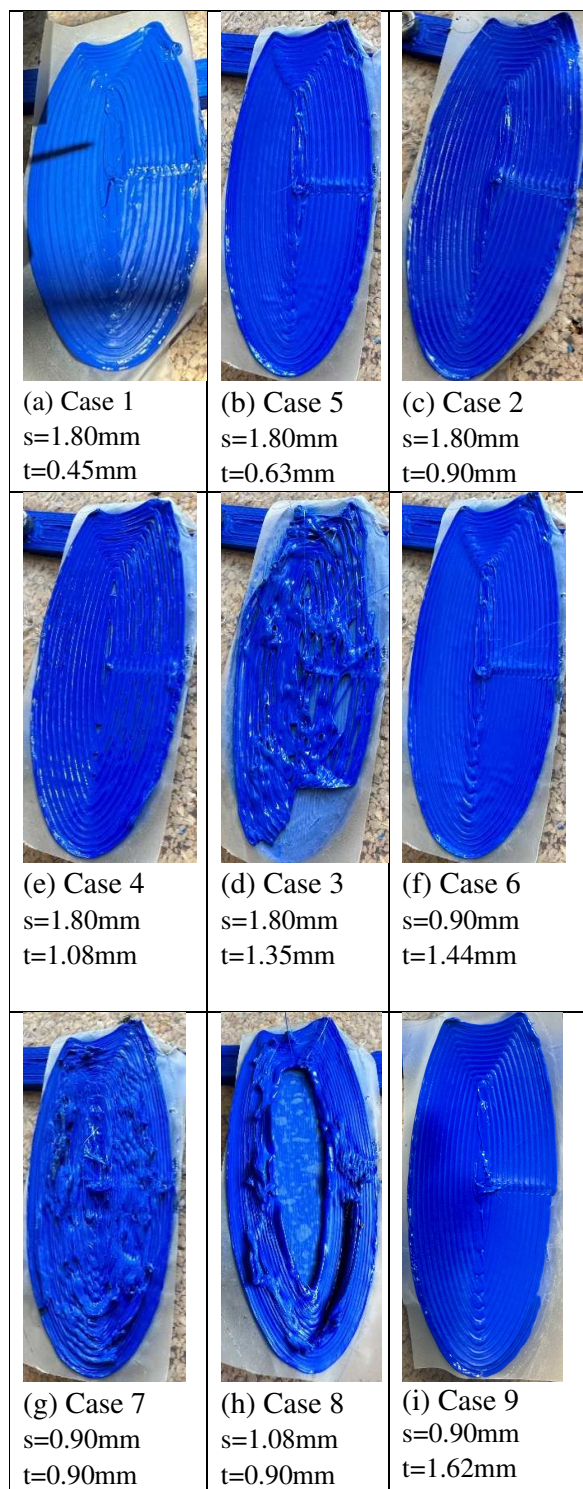 (a) Case 1
s=1.80mm
t=0.45mm
(b) Case 5
s=1.80mm
t=0.63mm
(c) Case 2
s=1.80mm
t=0.90mm
(e) Case 4
s=1.80mm
t=1.08mm
(d) Case 3
s=1.80mm
t=1.35mm
(f) Case 6
s=0.90mm
t=1.44mm
(g) Case 7
s=0.90mm
t=0.90mm
(h) Case 8
s=1.08mm
t=0.90mm
(i) Case 9
s=0.90mm
t=1.62mm